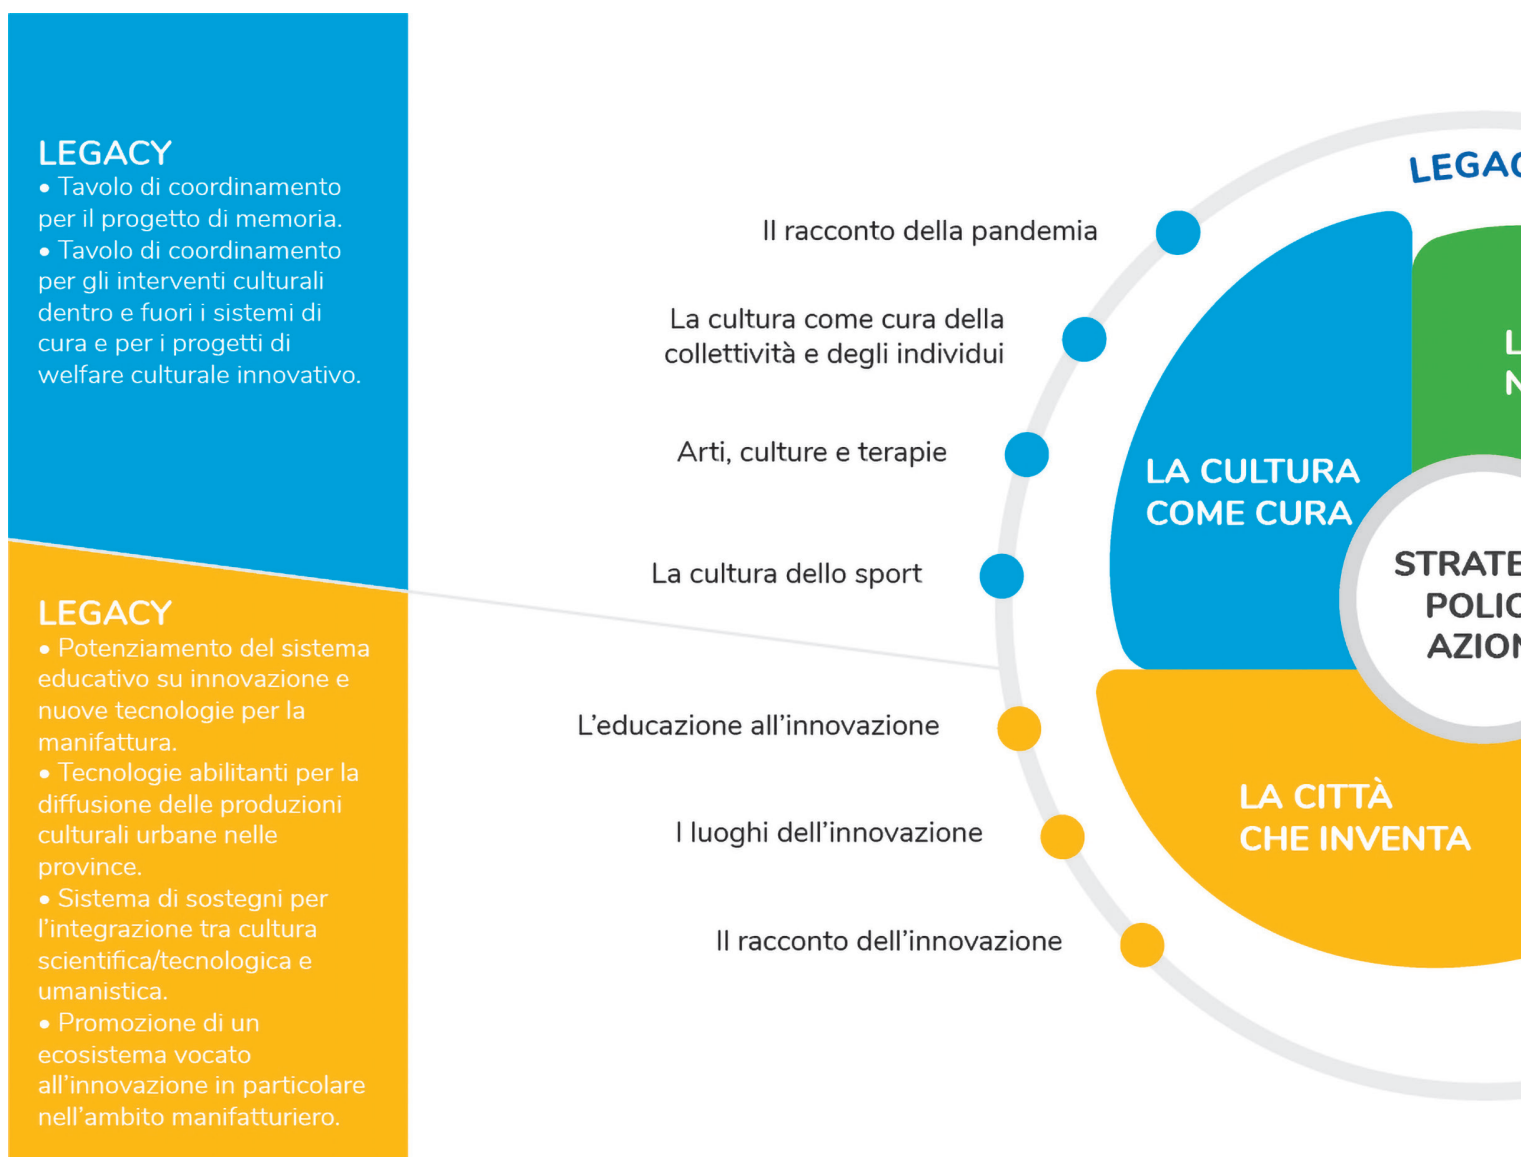 LEGACY
• Tavolo di coordinamento
per il progetto di memoria.
• Tavolo di coordinamento
per gli interventi culturali
dentro e fuori i sistemi di
cura e per i progetti di
welfare culturale innovativo.
LEGACY
• Potenziamento del sistema
educativo su innovazione e
nuove tecnologie per la
manifattura.
• Tecnologie abilitanti per la
diffusione delle produzioni
culturali urbane nelle
province.
• Sistema di sostegni per
l’integrazione tra cultura
scientifica/tecnologica e
umanistica.
• Promozione di un
ecosistema vocato
all’innovazione in particolare
nell’ambito manifatturiero.
Il racconto della pandemia
La cultura come cura della
collettività e degli individui
Arti, culture e terapie
La cultura dello sport
L’educazione all’innovazione
I luoghi dell’innovazione
Il racconto dell’innovazione
LA CULTURA
COME CURA
LA CITTÀ
CHE INVENTA